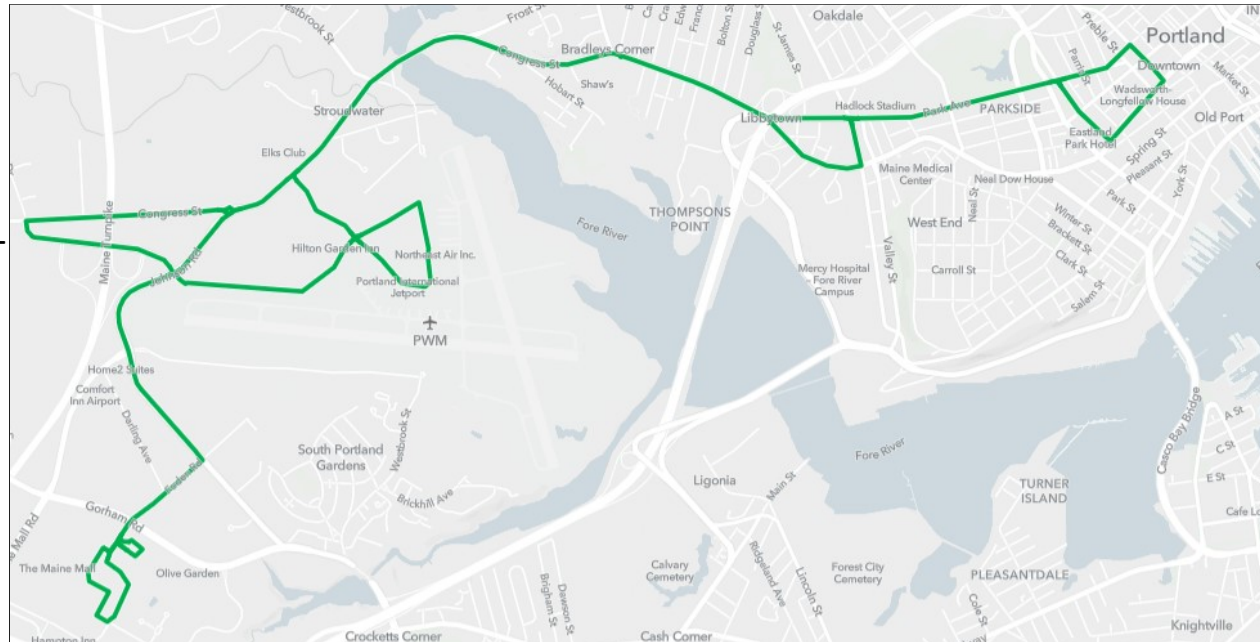 Westbrook St
Frost St
Bolton St
Douglass St
St James St
Oakdale
Preble St
Portland
Congress St
Bradleys Corner
Parris St
Downtown
Market St
Hobart St
Shaw's
Wadsworth-
Longfellow House
Stroudwater
Hadlock Stadium
Park Ave
PARKSIDE
Libbytown
Old Port
Eastland
Park Hotel
Spring St
Pleasant St
Elks Club
Maine Medical
Center
Neal Dow House
York St
Park St
Neal St
Maine Turnpike
Congress St
THOMPSONS
POINT
West End
Winter St
Brackett St
Fore River
Clark St
Johnson Rd
Hilton Garden Inn
Northeast Air Inc.
Valley St
Carroll St
Mercy Hospital
- Fore River
Campus
Portland International
Jetport
Salem St
PWM
Home2 Suites
Comfort
Inn Airport
Darling Ave
Westbrook St
Casco Bay Bridge
A St
C St
E St
South Portland
Gardens
Fore River
Foden Rd
Ligonia
Main St
TURNER
ISLAND
Brickhill Ave
Gorham Rd
Mall Rd
The Maine Mall
Olive Garden
Calvary
Cemetery
Ridgeland Ave
Lincoln St
Forest City
Cemetery
PLEASANTDALE
Brigham St
Dawson St
Cole St
Hampton Inn
Crocketts Corner
Cash Corner
Knightville